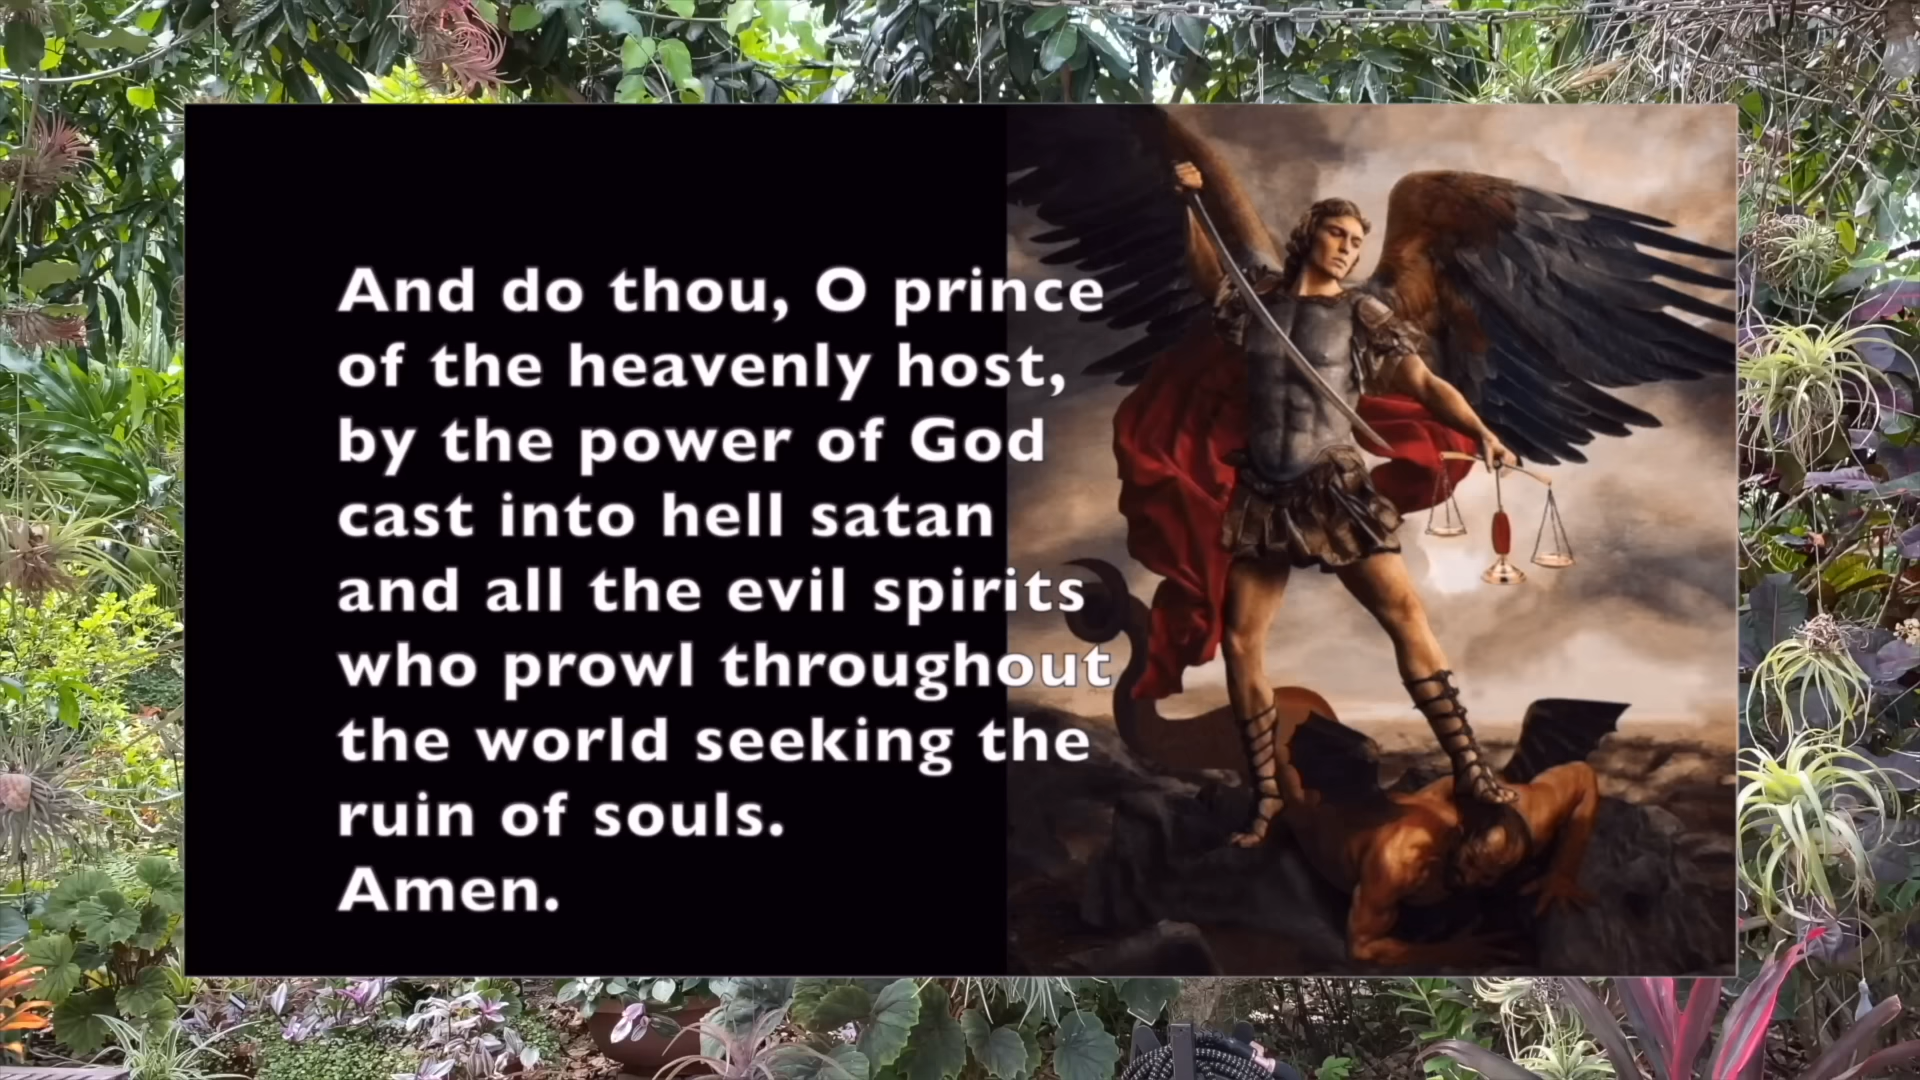 And do thou, O prince
of the heavenly host,
by the power of God
cast into hell satan
and all the evil spirits
who prowl throughout
the world seeking the
ruin of souls.
Amen.